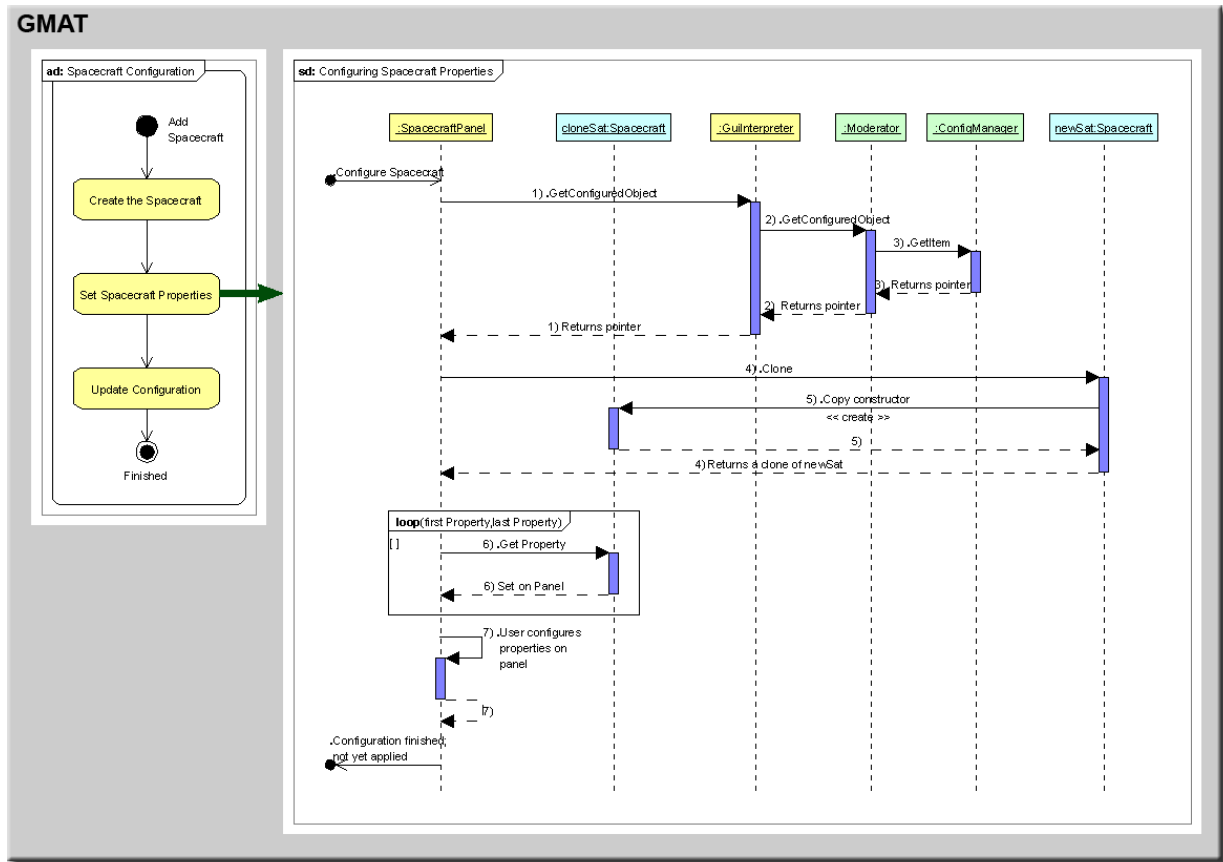 GMAT
ad: Spacecraft Configuration
Add
Spacecraft
Create the Spacecraft
Set Spacecraft Properties
Update Configuration
Finished
sd: Configuring Spacecraft Properties
:SpacecraftPanel
cloneSat:Spacecraft
:GuiInterpreter
:Moderator
:ConfigManager
newSat:Spacecraft
.Configure Spacecraft
1) .GetConfiguredObject
2) .GetConfiguredObject
3) .GetItem
3) Returns pointer
2) Returns pointer
1) Returns pointer
4) .Clone
5) .Copy constructor
<< create >>
5)
4)Returns a clone of newSat
loop(first Property,last Property)
[ ]
6) .Get Property
6) Set on Panel
7) .User configures
properties on
panel
7)
.Configuration finished;
not yet applied